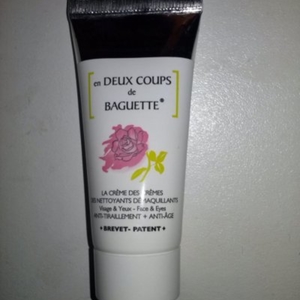 en DEUX COUPS
de
BAGUETTE*
LA CRÈME DES CRÈMES
DES NETTOYANTS DÉMAQUILLANTS
Visage & Yeux - Face & Eyes
ANTI-TIRAILLEMENT + ANTI-ÂGE
+ BREVET- PATENT +